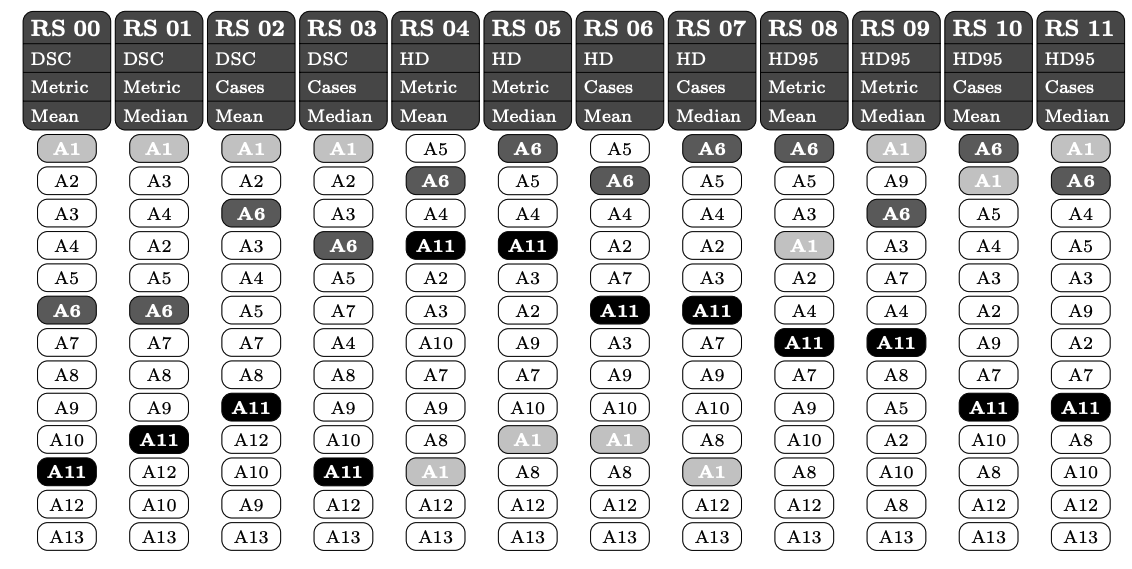 RS 00 RS 01 RS 02 RS 03 RS 04 RS 05 RS 06 RS 07 RS 08 RS 09 RS 10 RS 11
DSC DSC DSC DSC HD HD HD HD HD95 HD95 HD95 HD95
Metric Metric Cases Cases Metric Metric Cases Cases Metric Metric Cases Cases
Mean Median Mean Median Mean Median Mean Median Mean Median Mean Median
A1 A1 A1 A1 A5 A6 A5 A6 A6 A1 A6 A1
A2 A3 A2 A2 A6 A5 A6 A5 A5 A9 A1 A6
A3 A4 A6 A3 A4 A4 A4 A4 A3 A6 A5 A4
A4 A2 A3 A6 A11 A11 A2 A2 A1 A3 A4 A5
A5 A5 A4 A5 A2 A3 A7 A3 A2 A7 A3 A3
A6 A6 A5 A7 A3 A2 A11 A11 A4 A4 A2 A9
A7 A7 A7 A4 A10 A9 A3 A7 A11 A11 A9 A2
A8 A8 A8 A8 A7 A7 A9 A9 A7 A8 A7 A7
A9 A9 A11 A9 A9 A10 A10 A10 A9 A5 A11 A11
A10 A11 A12 A10 A8 A1 A1 A8 A10 A2 A10 A8
A11 A12 A10 A11 A1 A8 A8 A1 A8 A10 A8 A10
A12 A10 A9 A12 A12 A12 A12 A12 A12 A8 A12 A12
A13 A13 A13 A13 A13 A13 A13 A13 A13 A13 A13 A13